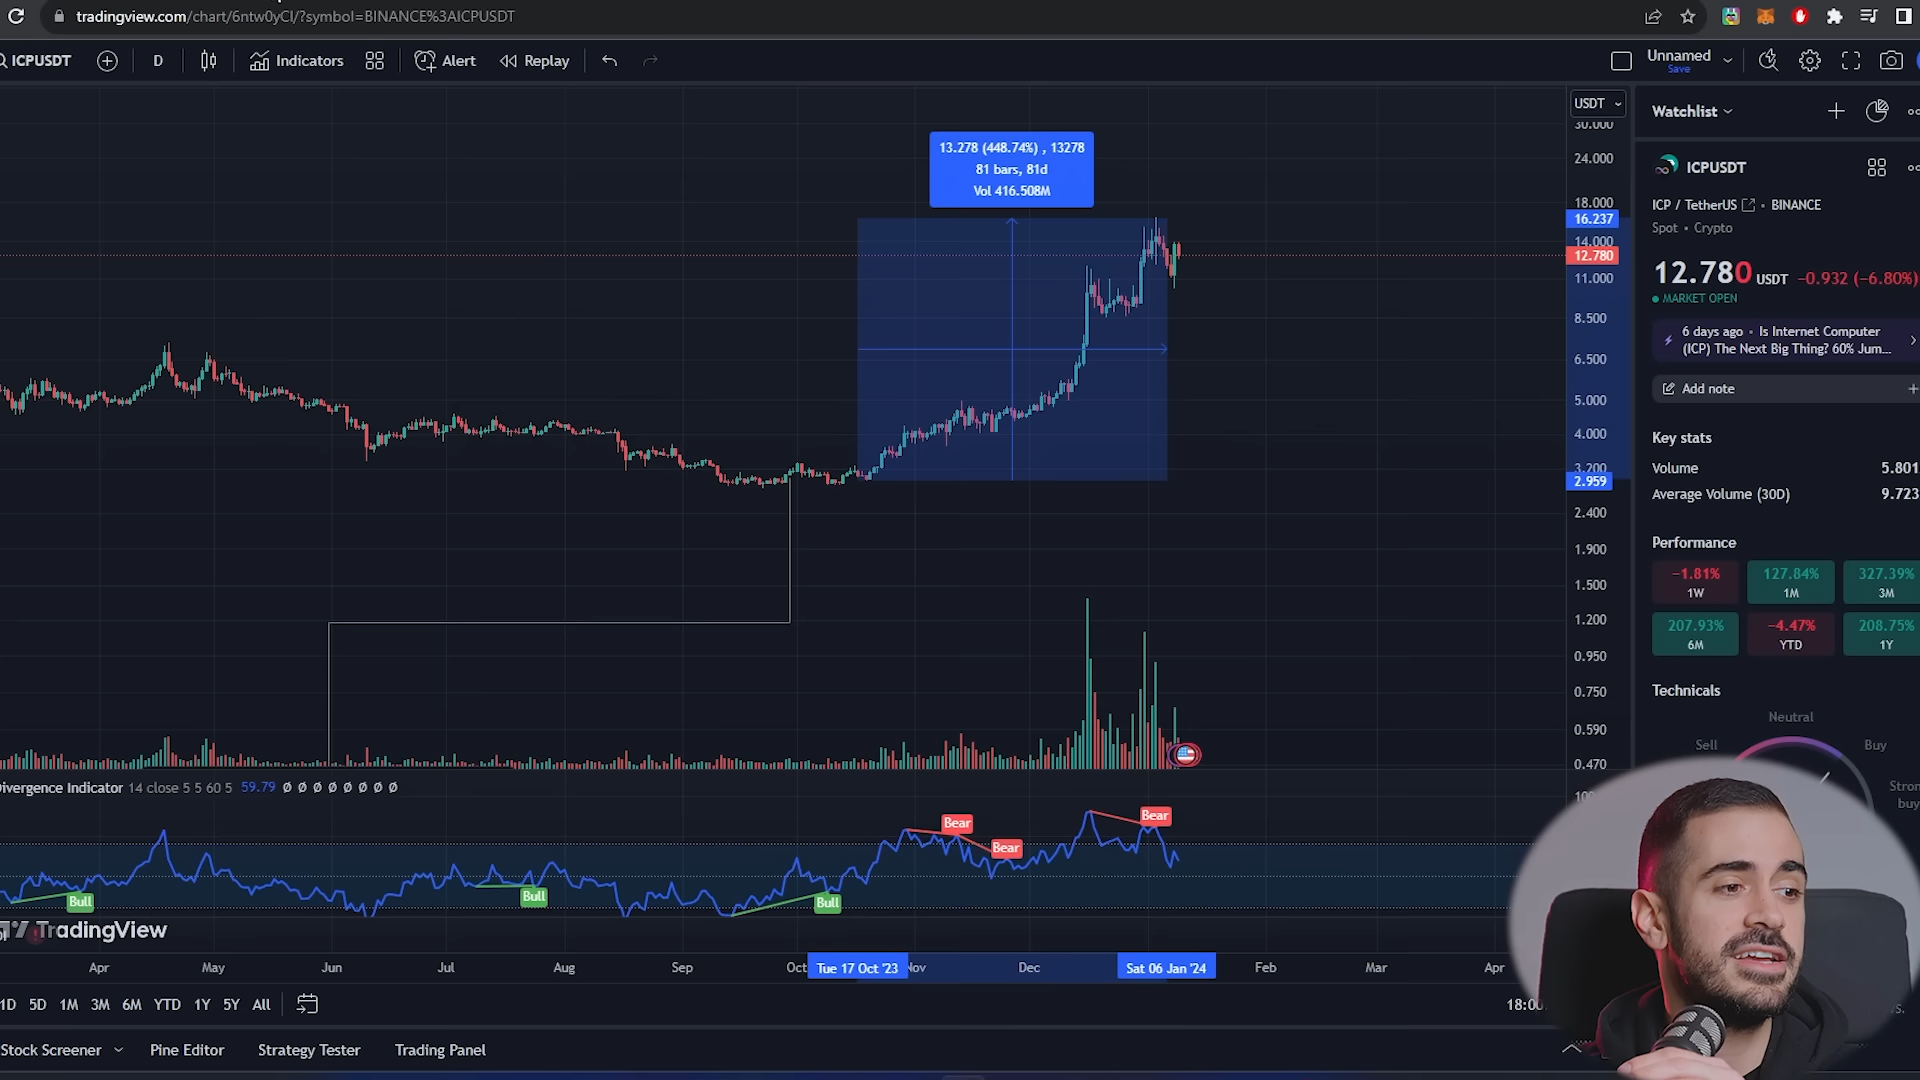 tradingview.com/chart/6ntw0yCI/?symbol=BINANCE%3AICPUSDT
ICPUSDT
D
Indicators
Alert
Replay
Unnamed
Save
USDT
30.000
24.000
18.000
16.237
14.000
12.780
11.000
8.500
6.500
5.000
4.000
3.200
2.959
2.400
1.900
1.500
1.200
0.950
0.750
0.590
0.470
13.278 (448.74%) , 13278
81 bars, 81d
Vol 416.508M
Watchlist
ICPUSDT
ICP / TetherUS • BINANCE
Spot • Crypto
12.780 USDT −0.932 (−6.80%)
MARKET OPEN
6 days ago • Is Internet Computer
(ICP) The Next Big Thing? 60% Jum...
Add note
Key stats
Volume 5.801
Average Volume (30D) 9.723
Performance
−1.81% 127.84% 327.39%
1W 1M 3M
207.93% −4.47% 208.75%
6M YTD 1Y
Technicals
Neutral
Sell Buy
Stron
buy
ivergence Indicator 14 close 5 5 60 5 59.79 Ø Ø Ø Ø Ø Ø Ø Ø
Bear
Bear
Bear
Bull
Bull
Bull
TradingView
Apr May Jun Jul Aug Sep Oct Tue 17 Oct '23 Nov Dec Sat 06 Jan '24 Feb Mar Apr
1D 5D 1M 3M 6M YTD 1Y 5Y All
18:00
Stock Screener Pine Editor Strategy Tester Trading Panel